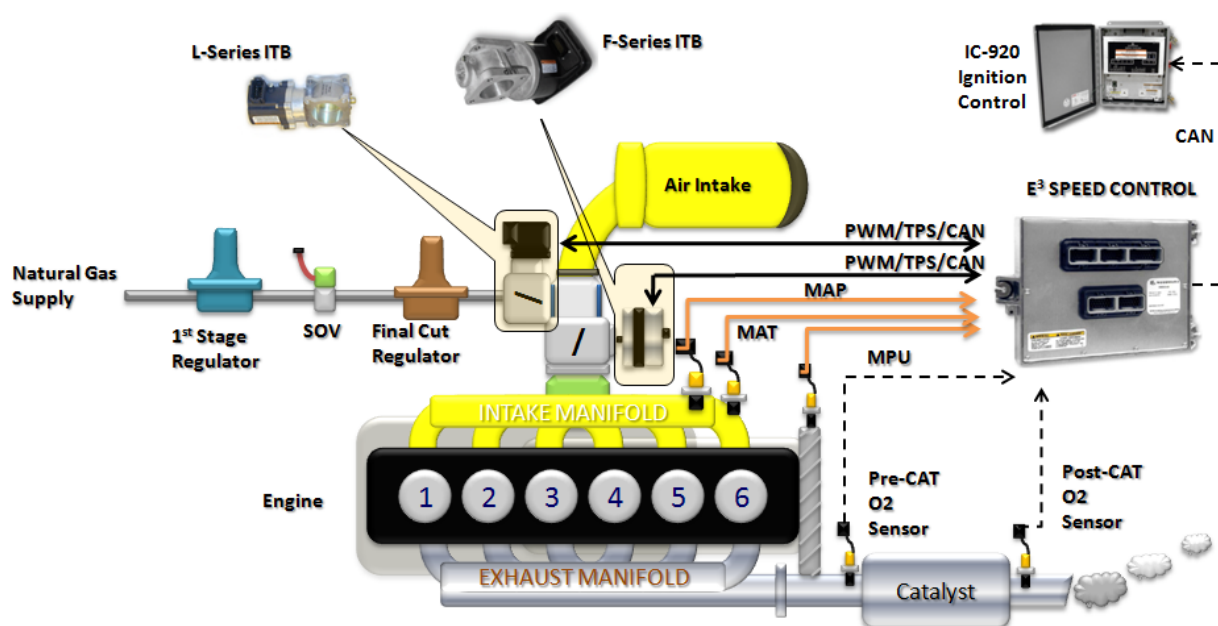 L-Series ITB
F-Series ITB
IC-920
Ignition
Control
CAN
Air Intake
E³ SPEED CONTROL
PWM/TPS/CAN
PWM/TPS/CAN
Natural Gas
Supply
MAP
1st Stage
Regulator
SOV
Final Cut
Regulator
MAT
MPU
INTAKE MANIFOLD
Engine
1 2 3 4 5 6
Pre-CAT
O2
Sensor
Post-CAT
O2
Sensor
EXHAUST MANIFOLD
Catalyst